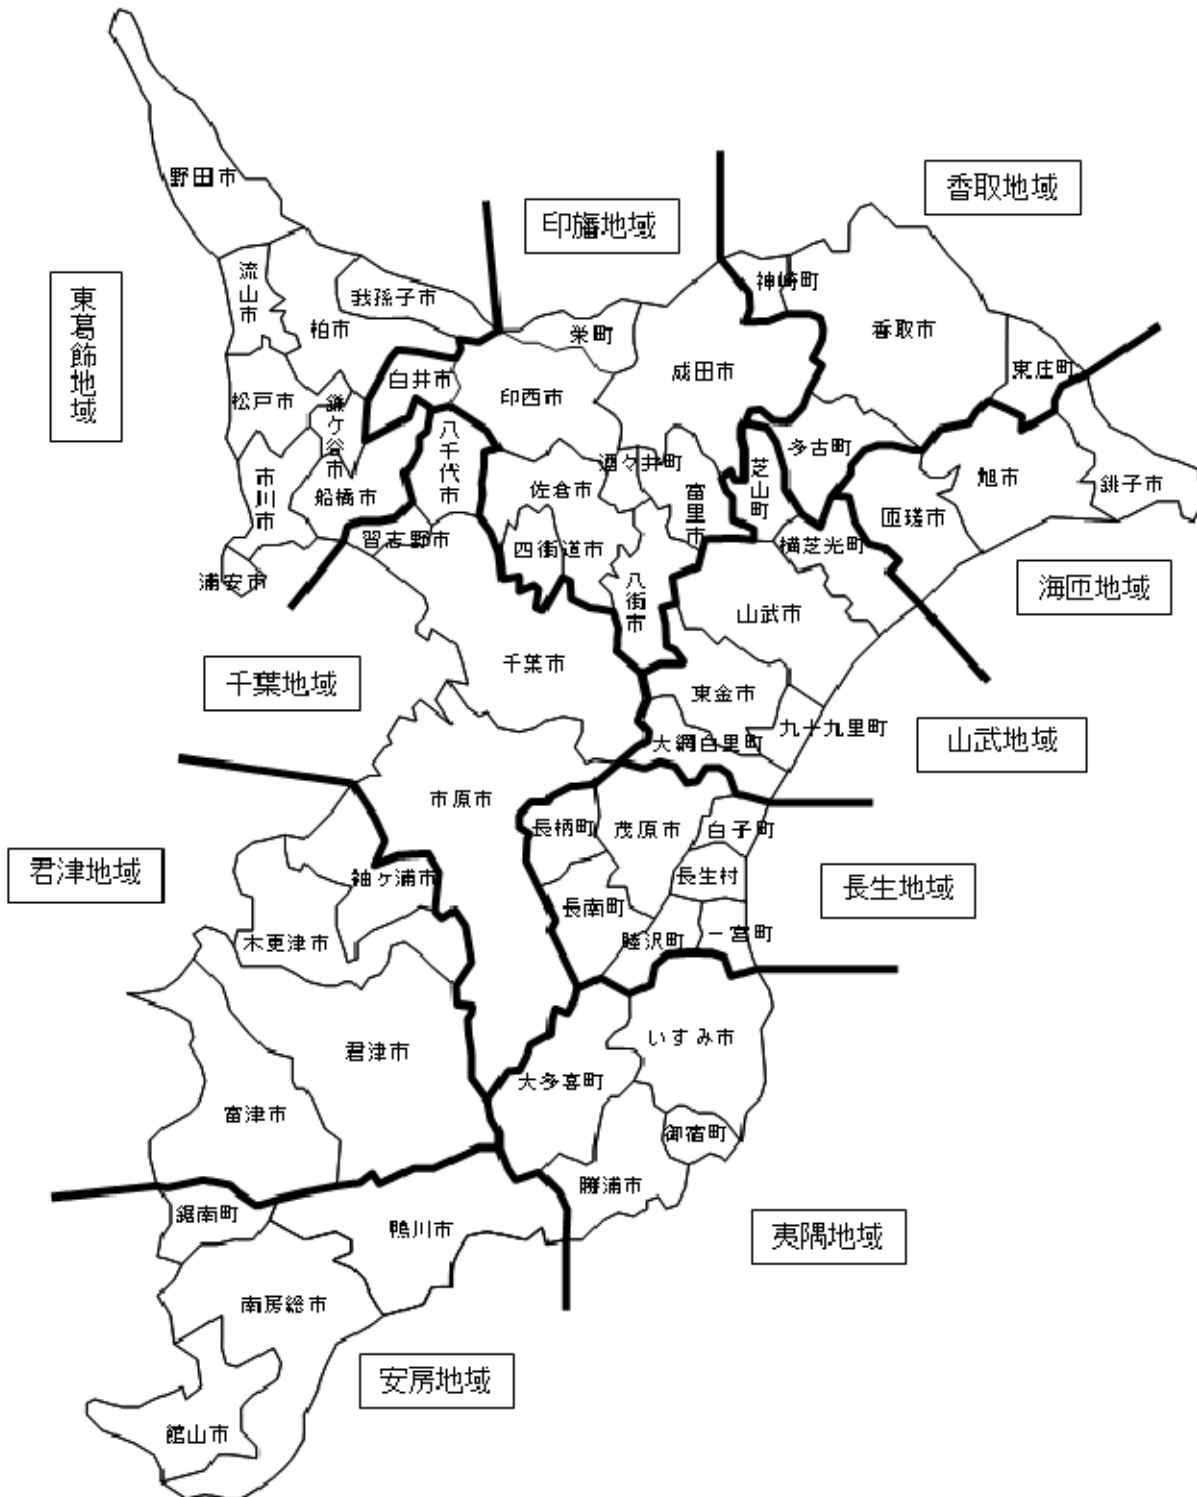 野田市
香取地域
印旛地域
東葛飾地域
流山市
柏市
我孫子市
神崎町
香取市
栄町
成田市
東庄町
白井市
印西市
松戸市
鎌ケ谷市
八千代市
多古町
酒々井町
芝山町
旭市
銚子市
市川市
船橋市
佐倉市
富里市
匝瑳市
習志野市
四街道市
横芝光町
浦安市
八街市
海匝地域
山武市
千葉市
千葉地域
東金市
九十九里町
大網白里町
山武地域
市原市
長柄町
茂原市
白子町
君津地域
袖ケ浦市
長生村
長生地域
長南町
木更津市
睦沢町
一宮町
君津市
いすみ市
大多喜町
富津市
御宿町
勝浦市
鋸南町
鴨川市
夷隅地域
南房総市
安房地域
館山市